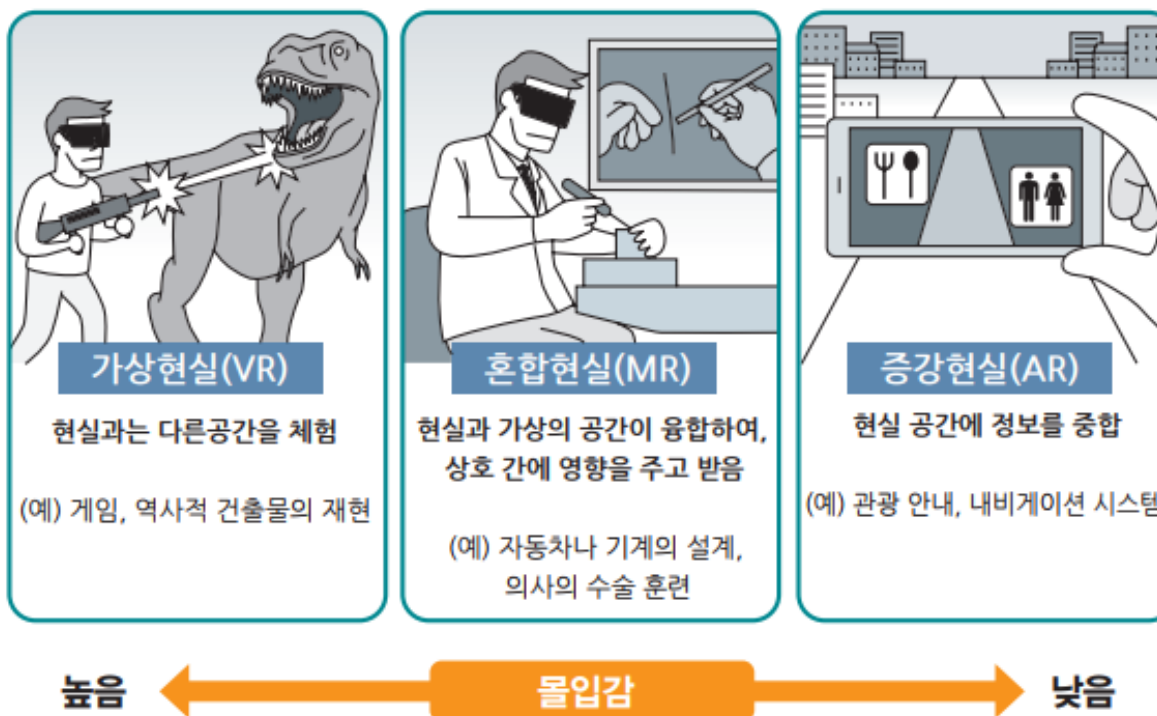 가상현실(VR)
현실과는 다른공간을 체험
(예) 게임, 역사적 건출물의 재현
혼합현실(MR)
현실과 가상의 공간이 융합하여,
상호 간에 영향을 주고 받음
(예) 자동차나 기계의 설계,
의사의 수술 훈련
증강현실(AR)
현실 공간에 정보를 중합
(예) 관광 안내, 내비게이션 시스템
높음
몰입감
낮음